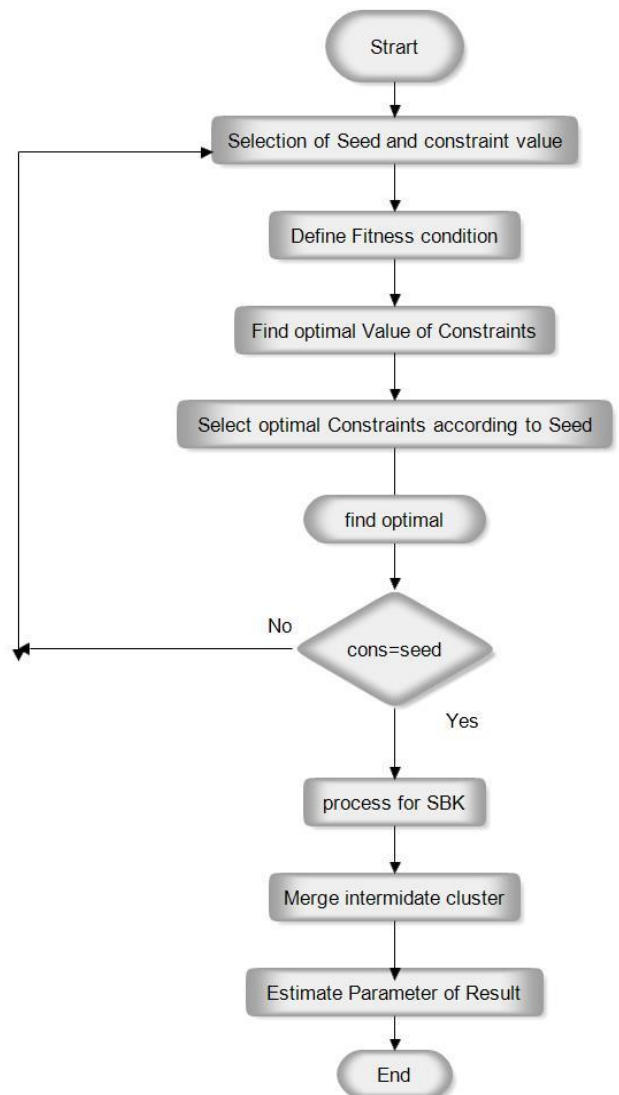 Strart
Selection of Seed and constraint value
Define Fitness condition
Find optimal Value of Constraints
Select optimal Constraints according to Seed
find optimal
No
cons=seed
Yes
process for SBK
Merge intermidate cluster
Estimate Parameter of Result
End